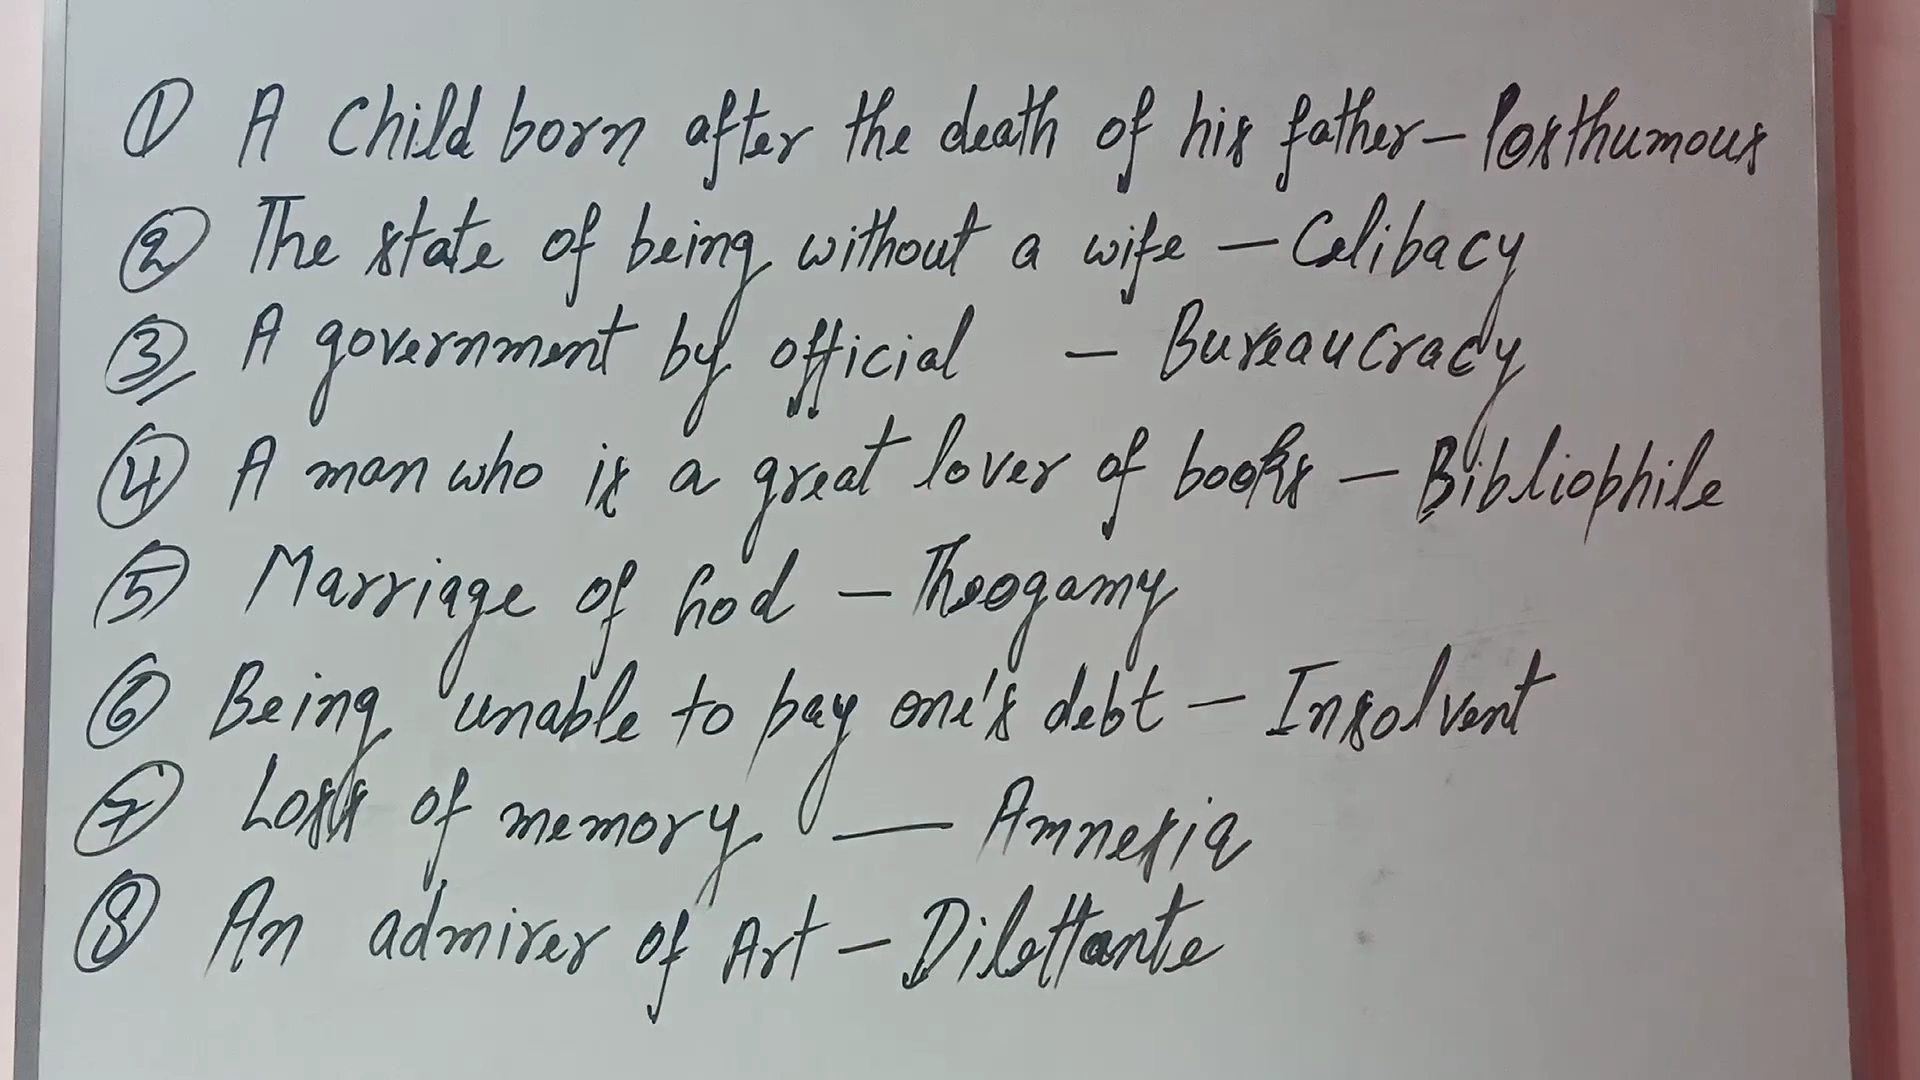 ① A Child born after the death of his father - Posthumous
② The state of being without a wife - Celibacy
③ A government by official - Bureaucracy
④ A man who is a great lover of books - Bibliophile
⑤ Marriage of God - Theogamy
⑥ Being unable to pay one's debt - Insolvent
⑦ Loss of memory - Amnesia
⑧ An admirer of Art - Dilettante